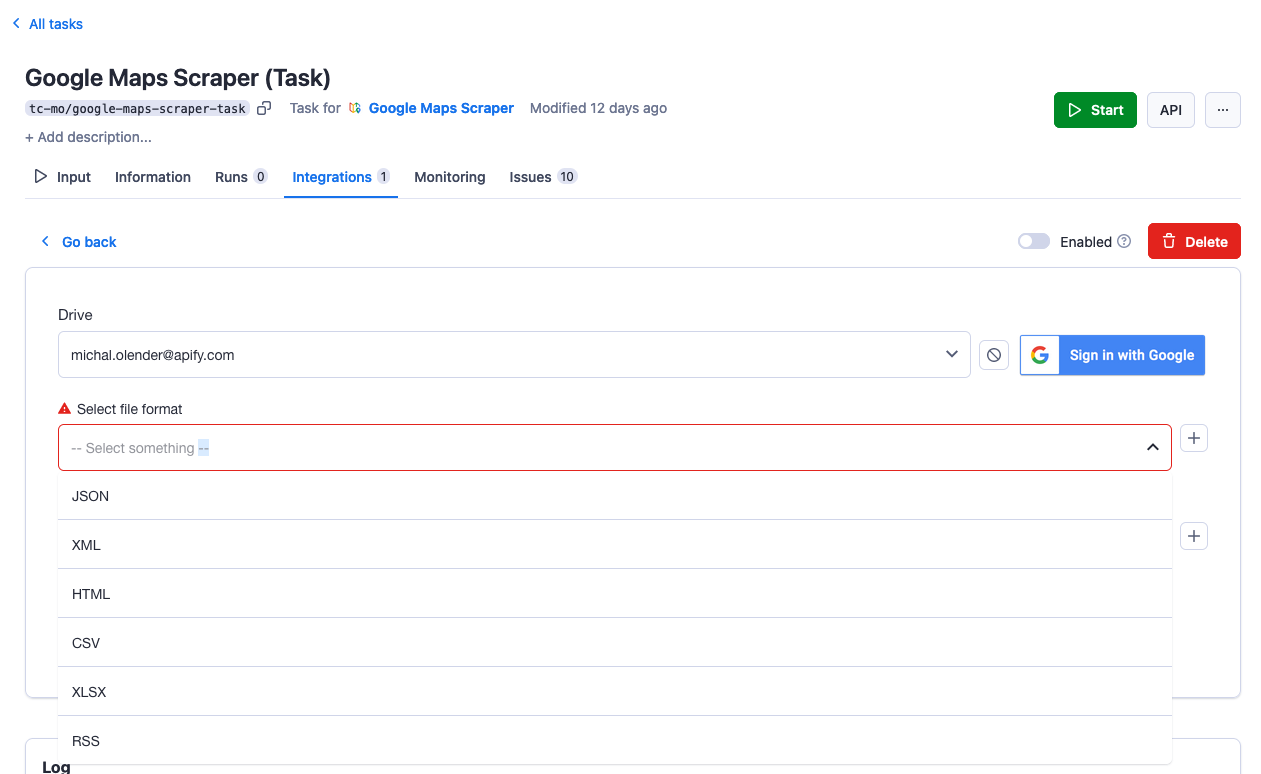 All tasks
Google Maps Scraper (Task)
tc-mo/google-maps-scraper-task Task for Google Maps Scraper Modified 12 days ago
Start API ...
+ Add description...
Input Information Runs 0 Integrations 1 Monitoring Issues 10
Go back Enabled Delete
Drive
michal.olender@apify.com Sign in with Google
Select file format
-- Select something --
JSON
XML
HTML
CSV
XLSX
RSS
Log